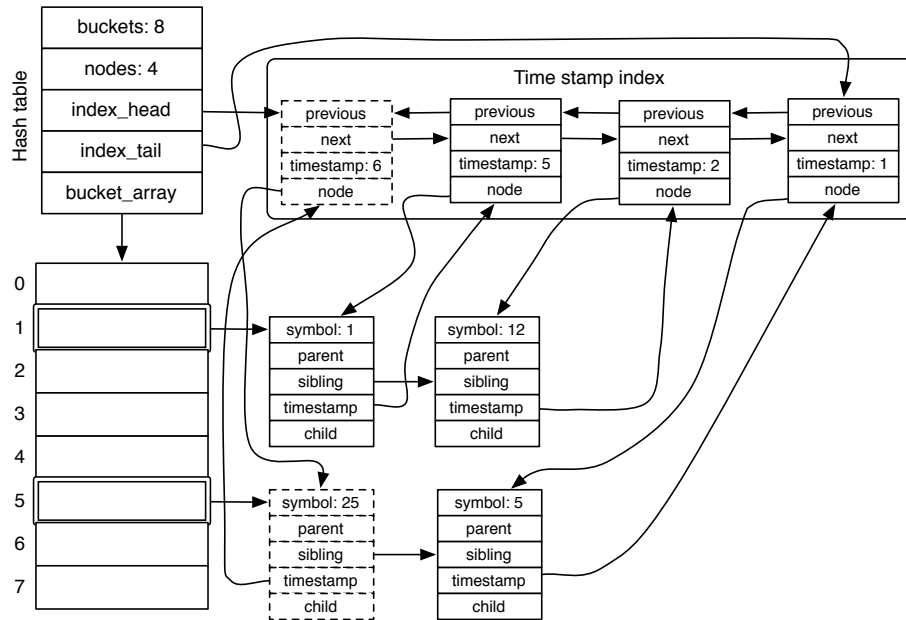 Hash table
buckets: 8
nodes: 4
index_head
index_tail
bucket_array
Time stamp index
previous
next
timestamp: 6
node
previous
next
timestamp: 5
node
previous
next
timestamp: 2
node
previous
next
timestamp: 1
node
0
1
2
3
4
5
6
7
symbol: 1
parent
sibling
timestamp
child
symbol: 12
parent
sibling
timestamp
child
symbol: 25
parent
sibling
timestamp
child
symbol: 5
parent
sibling
timestamp
child